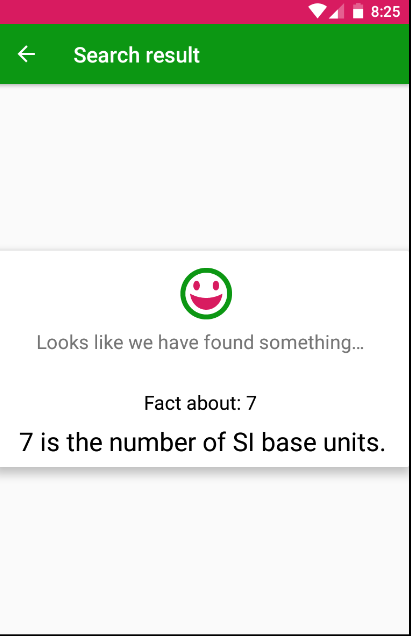 8:25
Search result
Looks like we have found something…
Fact about: 7
7 is the number of SI base units.